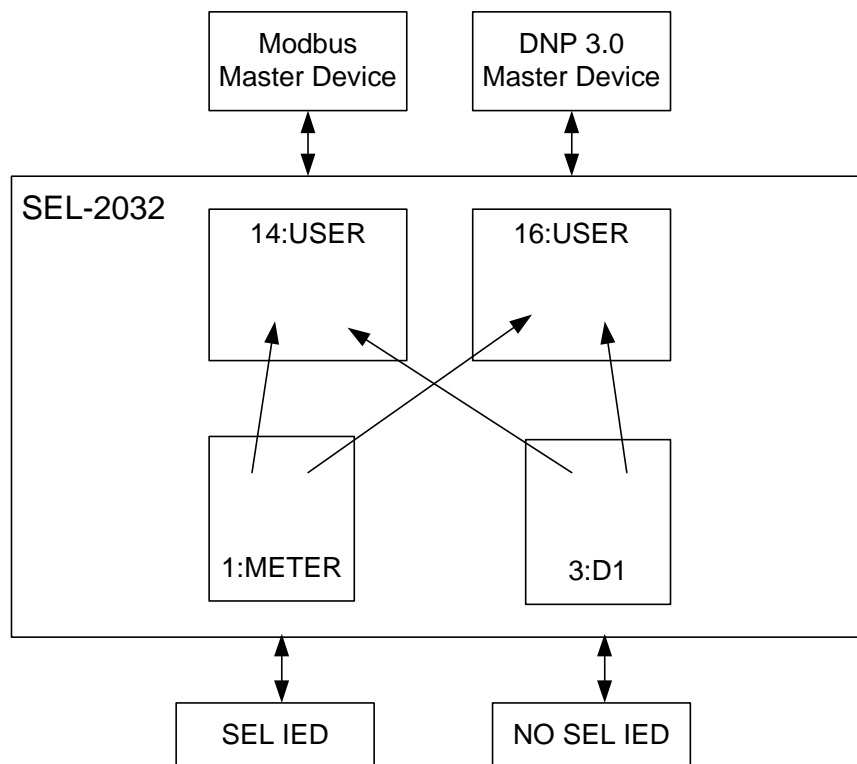 Modbus
Master Device
DNP 3.0
Master Device
SEL-2032
14:USER
16:USER
1:METER
3:D1
SEL IED
NO SEL IED